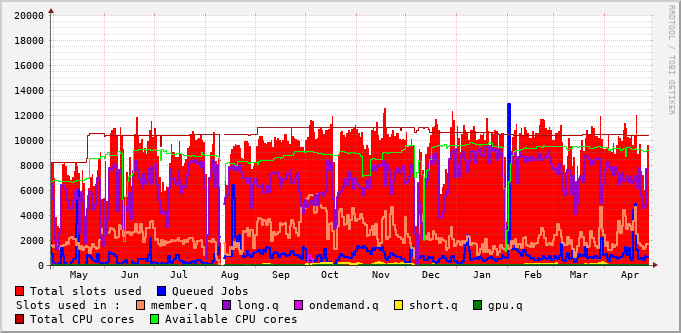 20000
18000
16000
14000
12000
10000
8000
6000
4000
2000
0
May Jun Jul Aug Sep Oct Nov Dec Jan Feb Mar Apr
RRDTOOL / TOBI OETIKER
Total slots used Queued Jobs
Slots used in : member.q long.q ondemand.q short.q gpu.q
Total CPU cores Available CPU cores